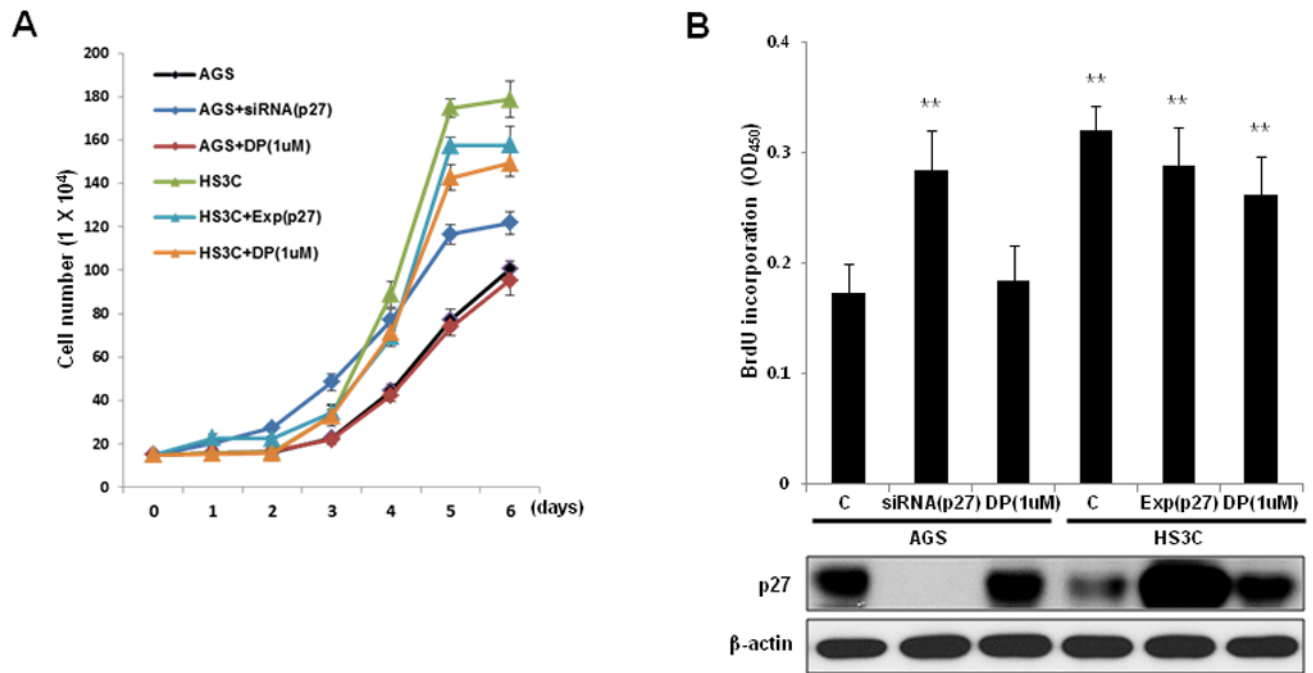 A
Cell number (1 X 10⁴)
200
180
160
140
120
100
80
60
40
20
0
AGS
AGS+siRNA(p27)
AGS+DP(1uM)
HS3C
HS3C+Exp(p27)
HS3C+DP(1uM)
0 1 2 3 4 5 6 (days)
B
BrdU incorporation (OD₄₅₀)
0.4
0.3
0.2
0.1
0
** ** ** **
C siRNA(p27) DP(1uM) C Exp(p27) DP(1uM)
AGS HS3C
p27
β-actin